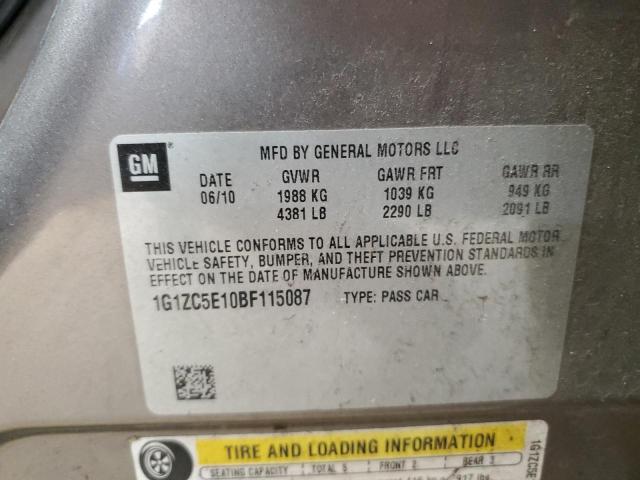 GM
®
MFD BY GENERAL MOTORS LLC
DATE GVWR GAWR FRT GAWR RR
06/10 1988 KG 1039 KG 949 KG
4381 LB 2290 LB 2091 LB
THIS VEHICLE CONFORMS TO ALL APPLICABLE U.S. FEDERAL MOTOR
VEHICLE SAFETY, BUMPER, AND THEFT PREVENTION STANDARDS IN
EFFECT ON THE DATE OF MANUFACTURE SHOWN ABOVE.
1G1ZC5E10BF115087 TYPE: PASS CAR
TIRE AND LOADING INFORMATION
SEATING CAPACITY TOTAL 5 FRONT 2 REAR 3
1G1ZC5E